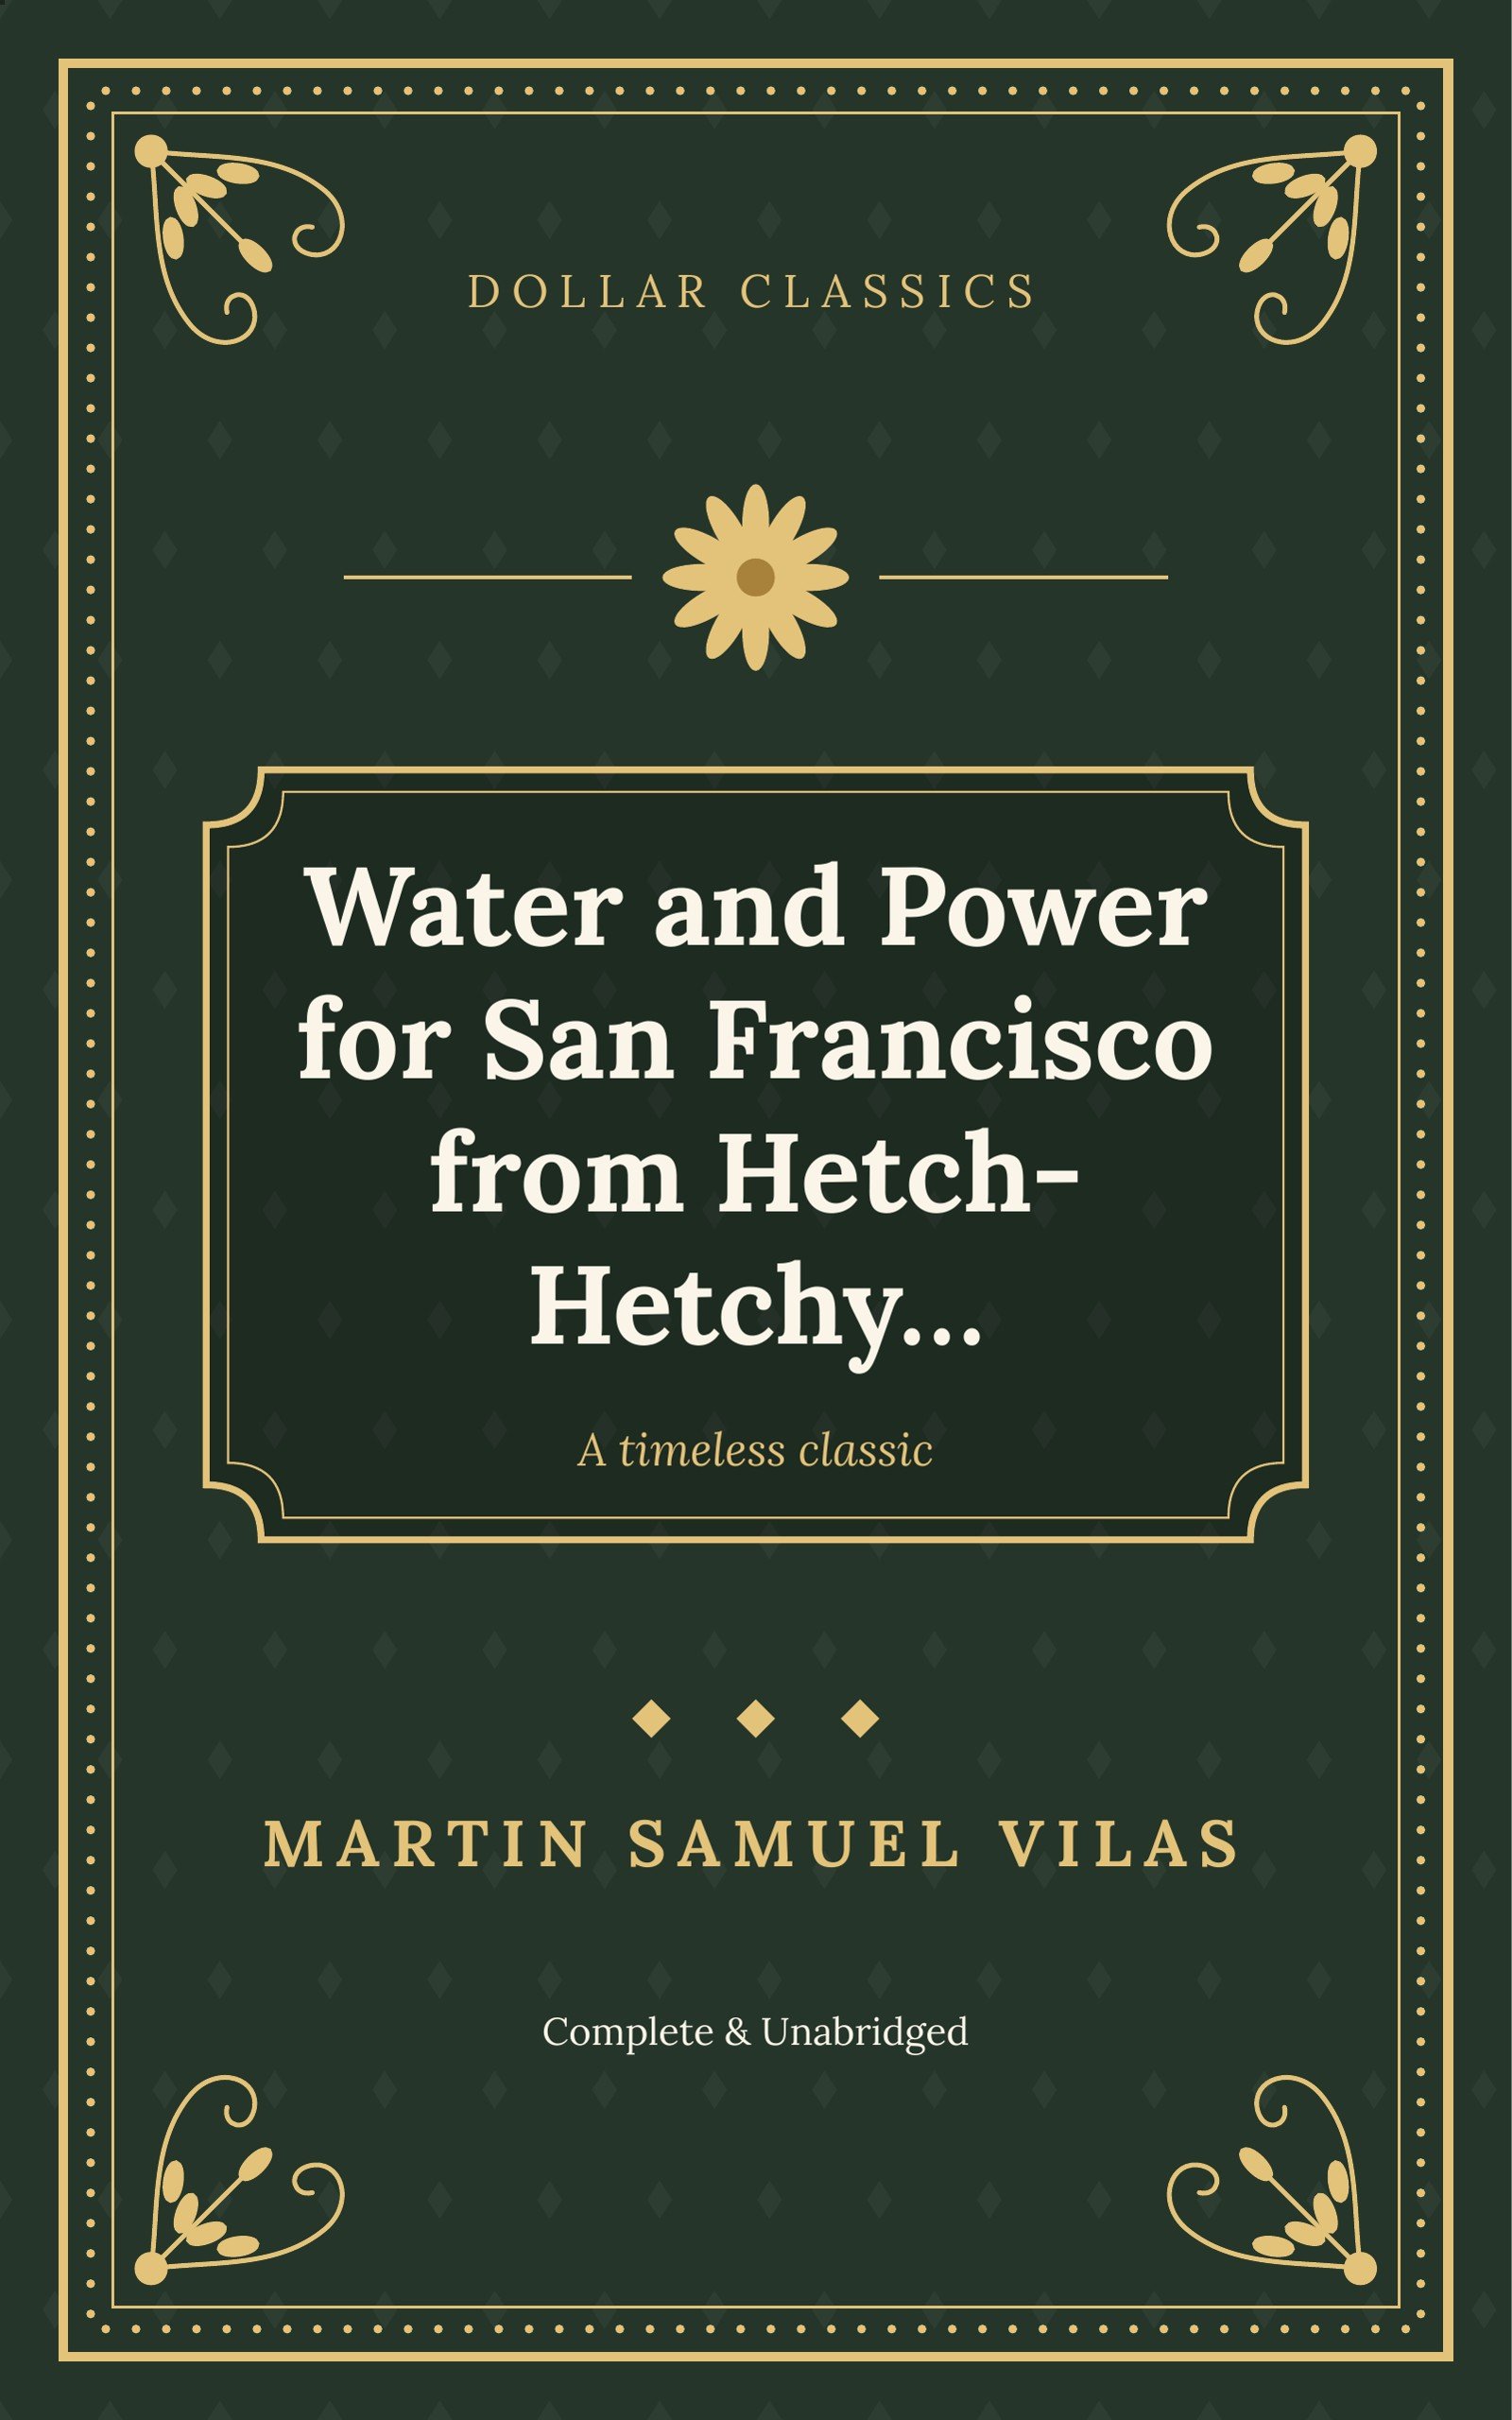 DOLLAR CLASSICS
Water and Power
for San Francisco
from Hetch-
Hetchy...
A timeless classic
MARTIN SAMUEL VILAS
Complete & Unabridged